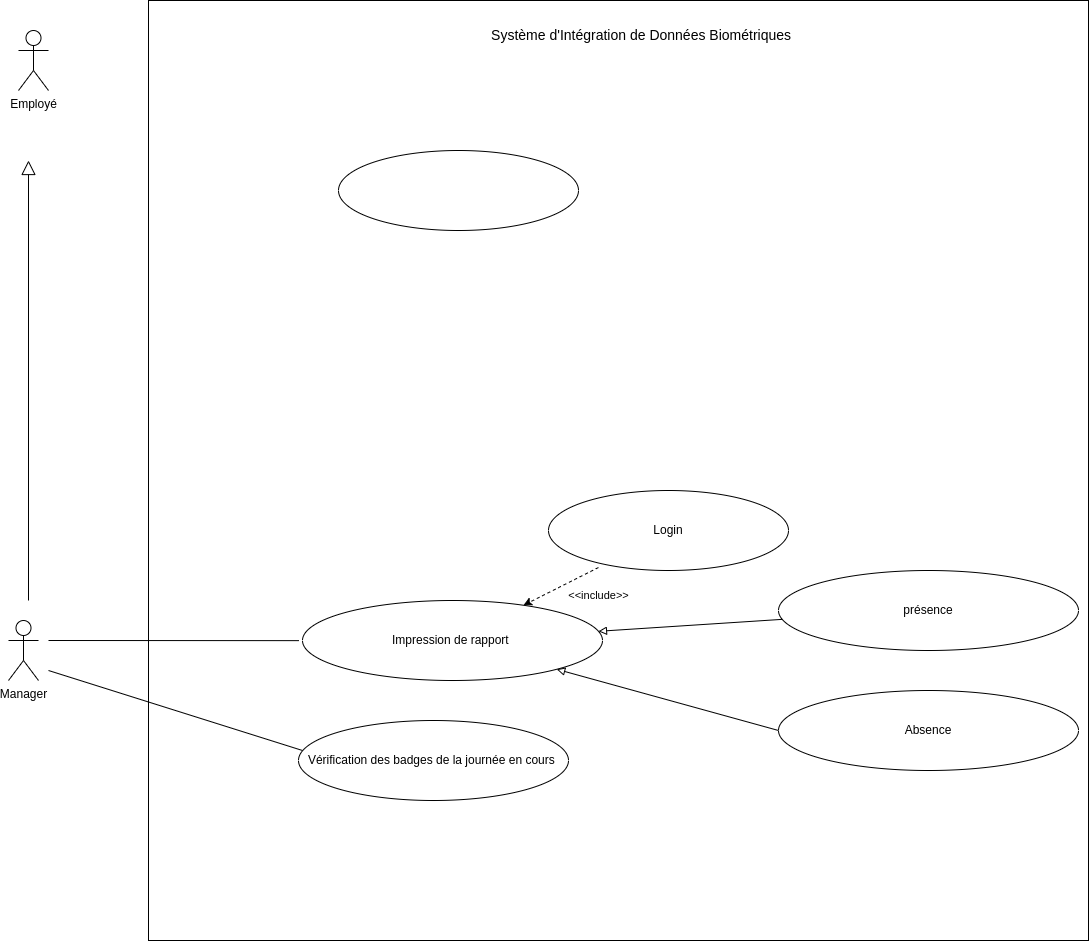 Système d'Intégration de Données Biométriques
Employé
Login
<<include>>
présence
Impression de rapport
Manager
Absence
Vérification des badges de la journée en cours